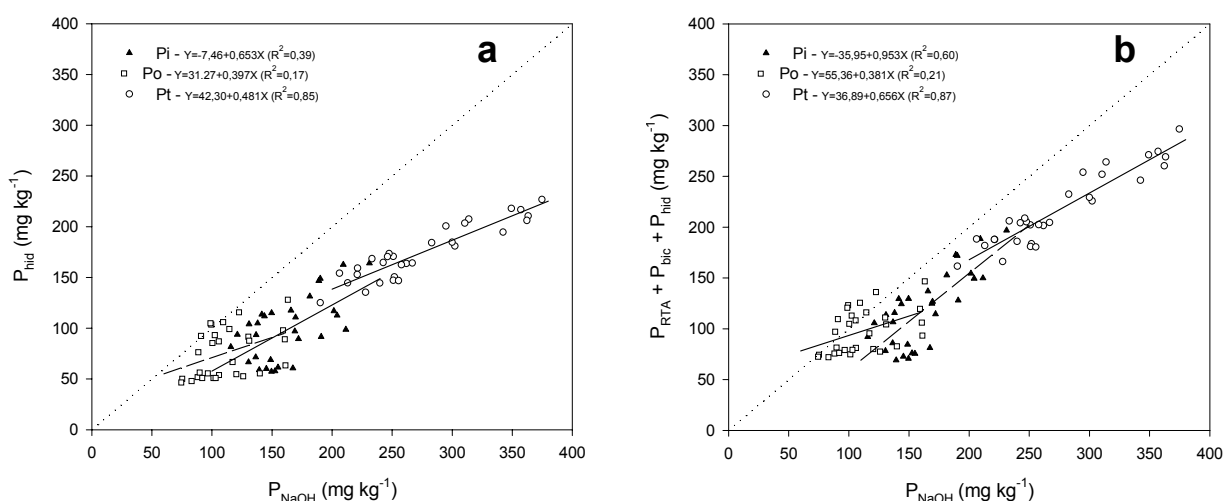 a
Pi - Y=-7,46+0,653X (R²=0,39)
Po - Y=31.27+0,397X (R²=0,17)
Pt - Y=42,30+0,481X (R²=0,85)
400
350
300
250
200
150
100
50
0
P_hid (mg kg⁻¹)
0 50 100 150 200 250 300 350 400
P_NaOH (mg kg⁻¹)
b
Pi - Y=-35,95+0,953X (R²=0,60)
Po - Y=55,36+0,381X (R²=0,21)
Pt - Y=36,89+0,656X (R²=0,87)
400
350
300
250
200
150
100
50
0
P_RTA + P_bic + P_hid (mg kg⁻¹)
0 50 100 150 200 250 300 350 400
P_NaOH (mg kg⁻¹)